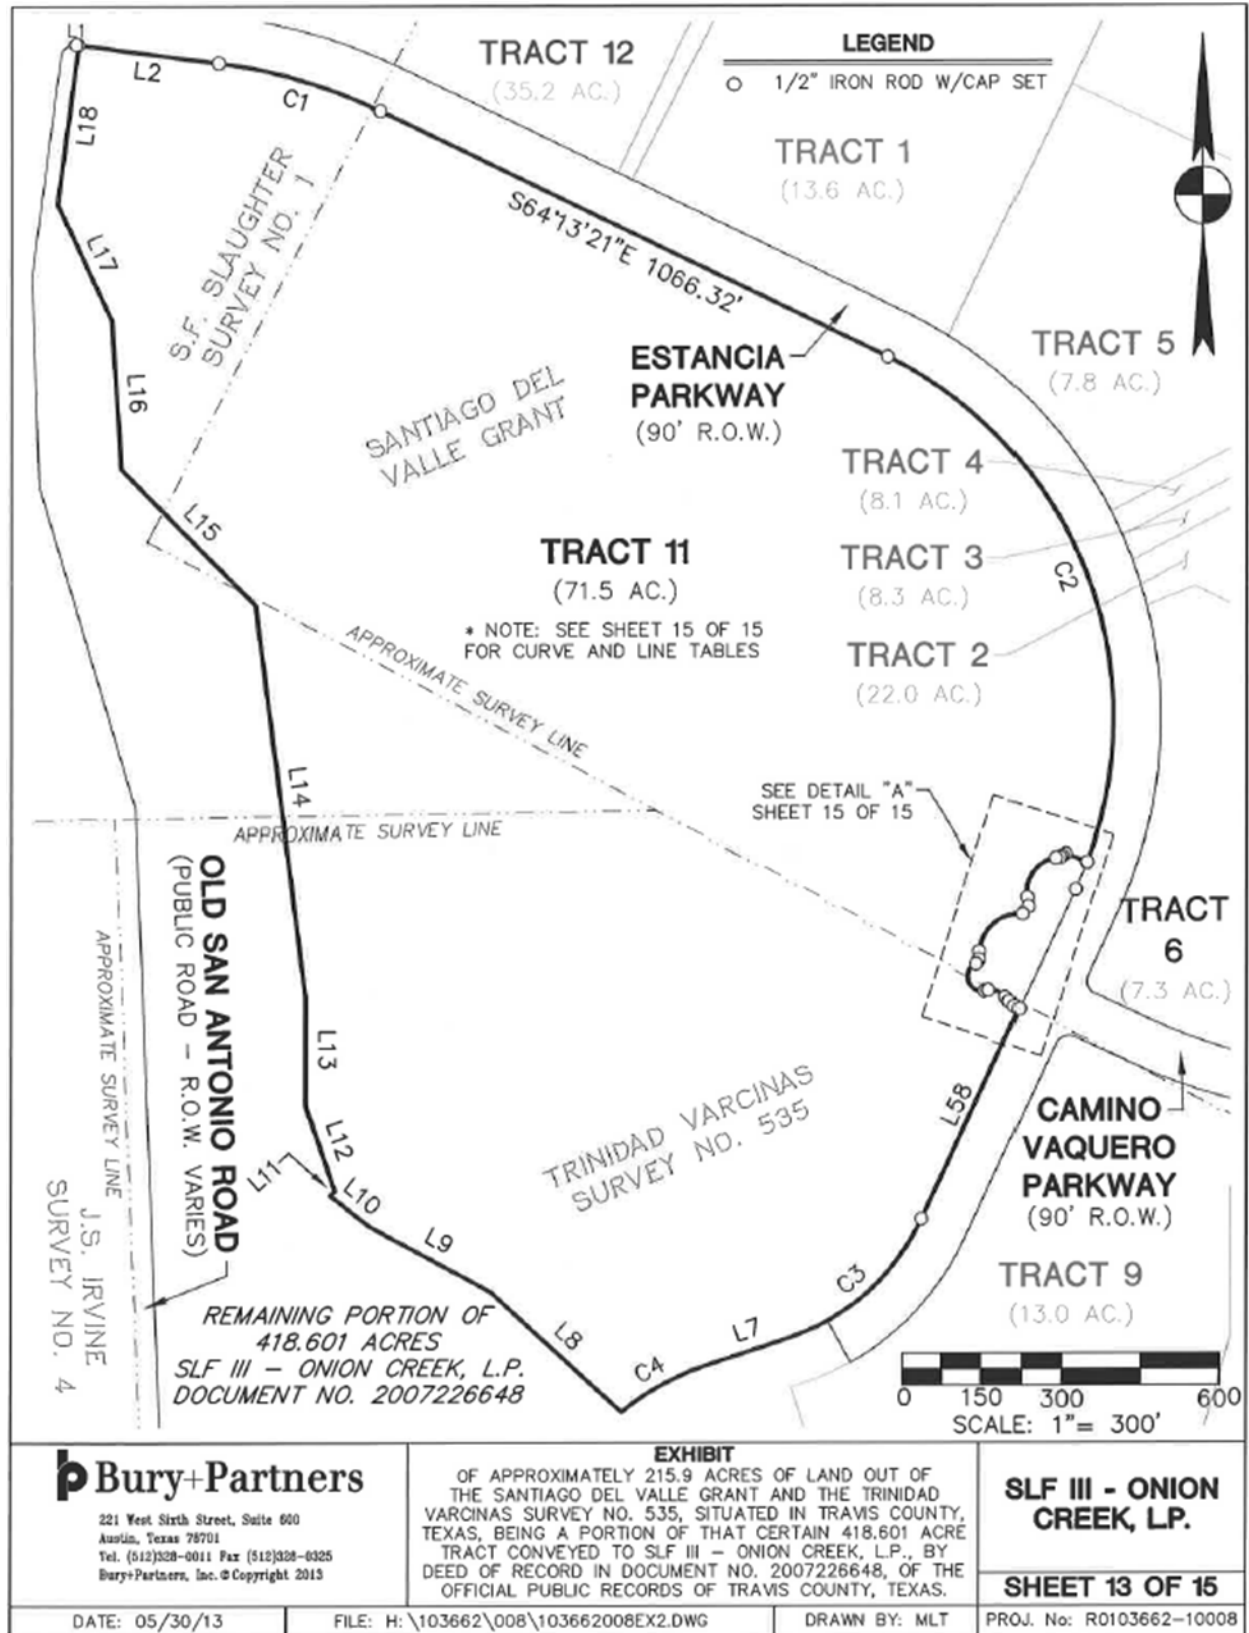 L1
L2
C1
L18
TRACT 12
(35.2 AC.)
LEGEND
1/2" IRON ROD W/CAP SET
TRACT 1
(13.6 AC.)
S64°13'21"E 1066.32'
L17
S.F. SLAUGHTER
SURVEY NO. 1
L16
SANTIAGO DEL
VALLE GRANT
ESTANCIA
PARKWAY
(90' R.O.W.)
TRACT 5
(7.8 AC.)
TRACT 4
(8.1 AC.)
L15
TRACT 11
(71.5 AC.)
* NOTE: SEE SHEET 15 OF 15
FOR CURVE AND LINE TABLES
TRACT 3
(8.3 AC.)
C2
TRACT 2
(22.0 AC.)
APPROXIMATE SURVEY LINE
L14
APPROXIMATE SURVEY LINE
SEE DETAIL "A"
SHEET 15 OF 15
OLD SAN ANTONIO ROAD
(PUBLIC ROAD - R.O.W. VARIES)
APPROXIMATE SURVEY LINE
TRACT
6
(7.3 AC.)
L13
TRINIDAD VARCINAS
SURVEY NO. 535
L58
CAMINO
VAQUERO
PARKWAY
(90' R.O.W.)
L12
L11
L10
L9
J.S. IRVINE
SURVEY NO. 4
C3
TRACT 9
(13.0 AC.)
L8
L7
C4
REMAINING PORTION OF
418.601 ACRES
SLF III - ONION CREEK, L.P.
DOCUMENT NO. 2007226648
0 150 300 600
SCALE: 1"= 300'
Bury+Partners
221 West Sixth Street, Suite 600
Austin, Texas 78701
Tel. (512)328-0011 Fax (512)328-0325
Bury+Partners, Inc. © Copyright 2013
EXHIBIT
OF APPROXIMATELY 215.9 ACRES OF LAND OUT OF
THE SANTIAGO DEL VALLE GRANT AND THE TRINIDAD
VARCINAS SURVEY NO. 535, SITUATED IN TRAVIS COUNTY,
TEXAS, BEING A PORTION OF THAT CERTAIN 418.601 ACRE
TRACT CONVEYED TO SLF III - ONION CREEK, L.P., BY
DEED OF RECORD IN DOCUMENT NO. 2007226648, OF THE
OFFICIAL PUBLIC RECORDS OF TRAVIS COUNTY, TEXAS.
SLF III - ONION
CREEK, L.P.
SHEET 13 OF 15
DATE: 05/30/13
FILE: H:\103662\008\103662008EX2.DWG
DRAWN BY: MLT
PROJ. No: R0103662-10008